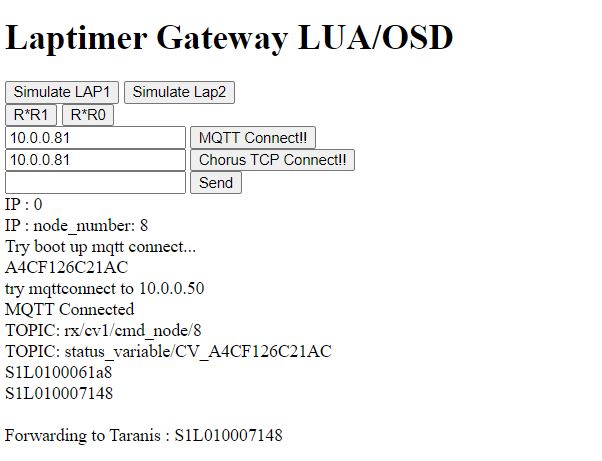 Laptimer Gateway LUA/OSD
Simulate LAP1 Simulate Lap2
R*R1 R*R0
10.0.0.81 MQTT Connect!!
10.0.0.81 Chorus TCP Connect!!
Send
IP : 0
IP : node_number: 8
Try boot up mqtt connect...
A4CF126C21AC
try mqttconnect to 10.0.0.50
MQTT Connected
TOPIC: rx/cv1/cmd_node/8
TOPIC: status_variable/CV_A4CF126C21AC
S1L0100061a8
S1L010007148
Forwarding to Taranis : S1L010007148